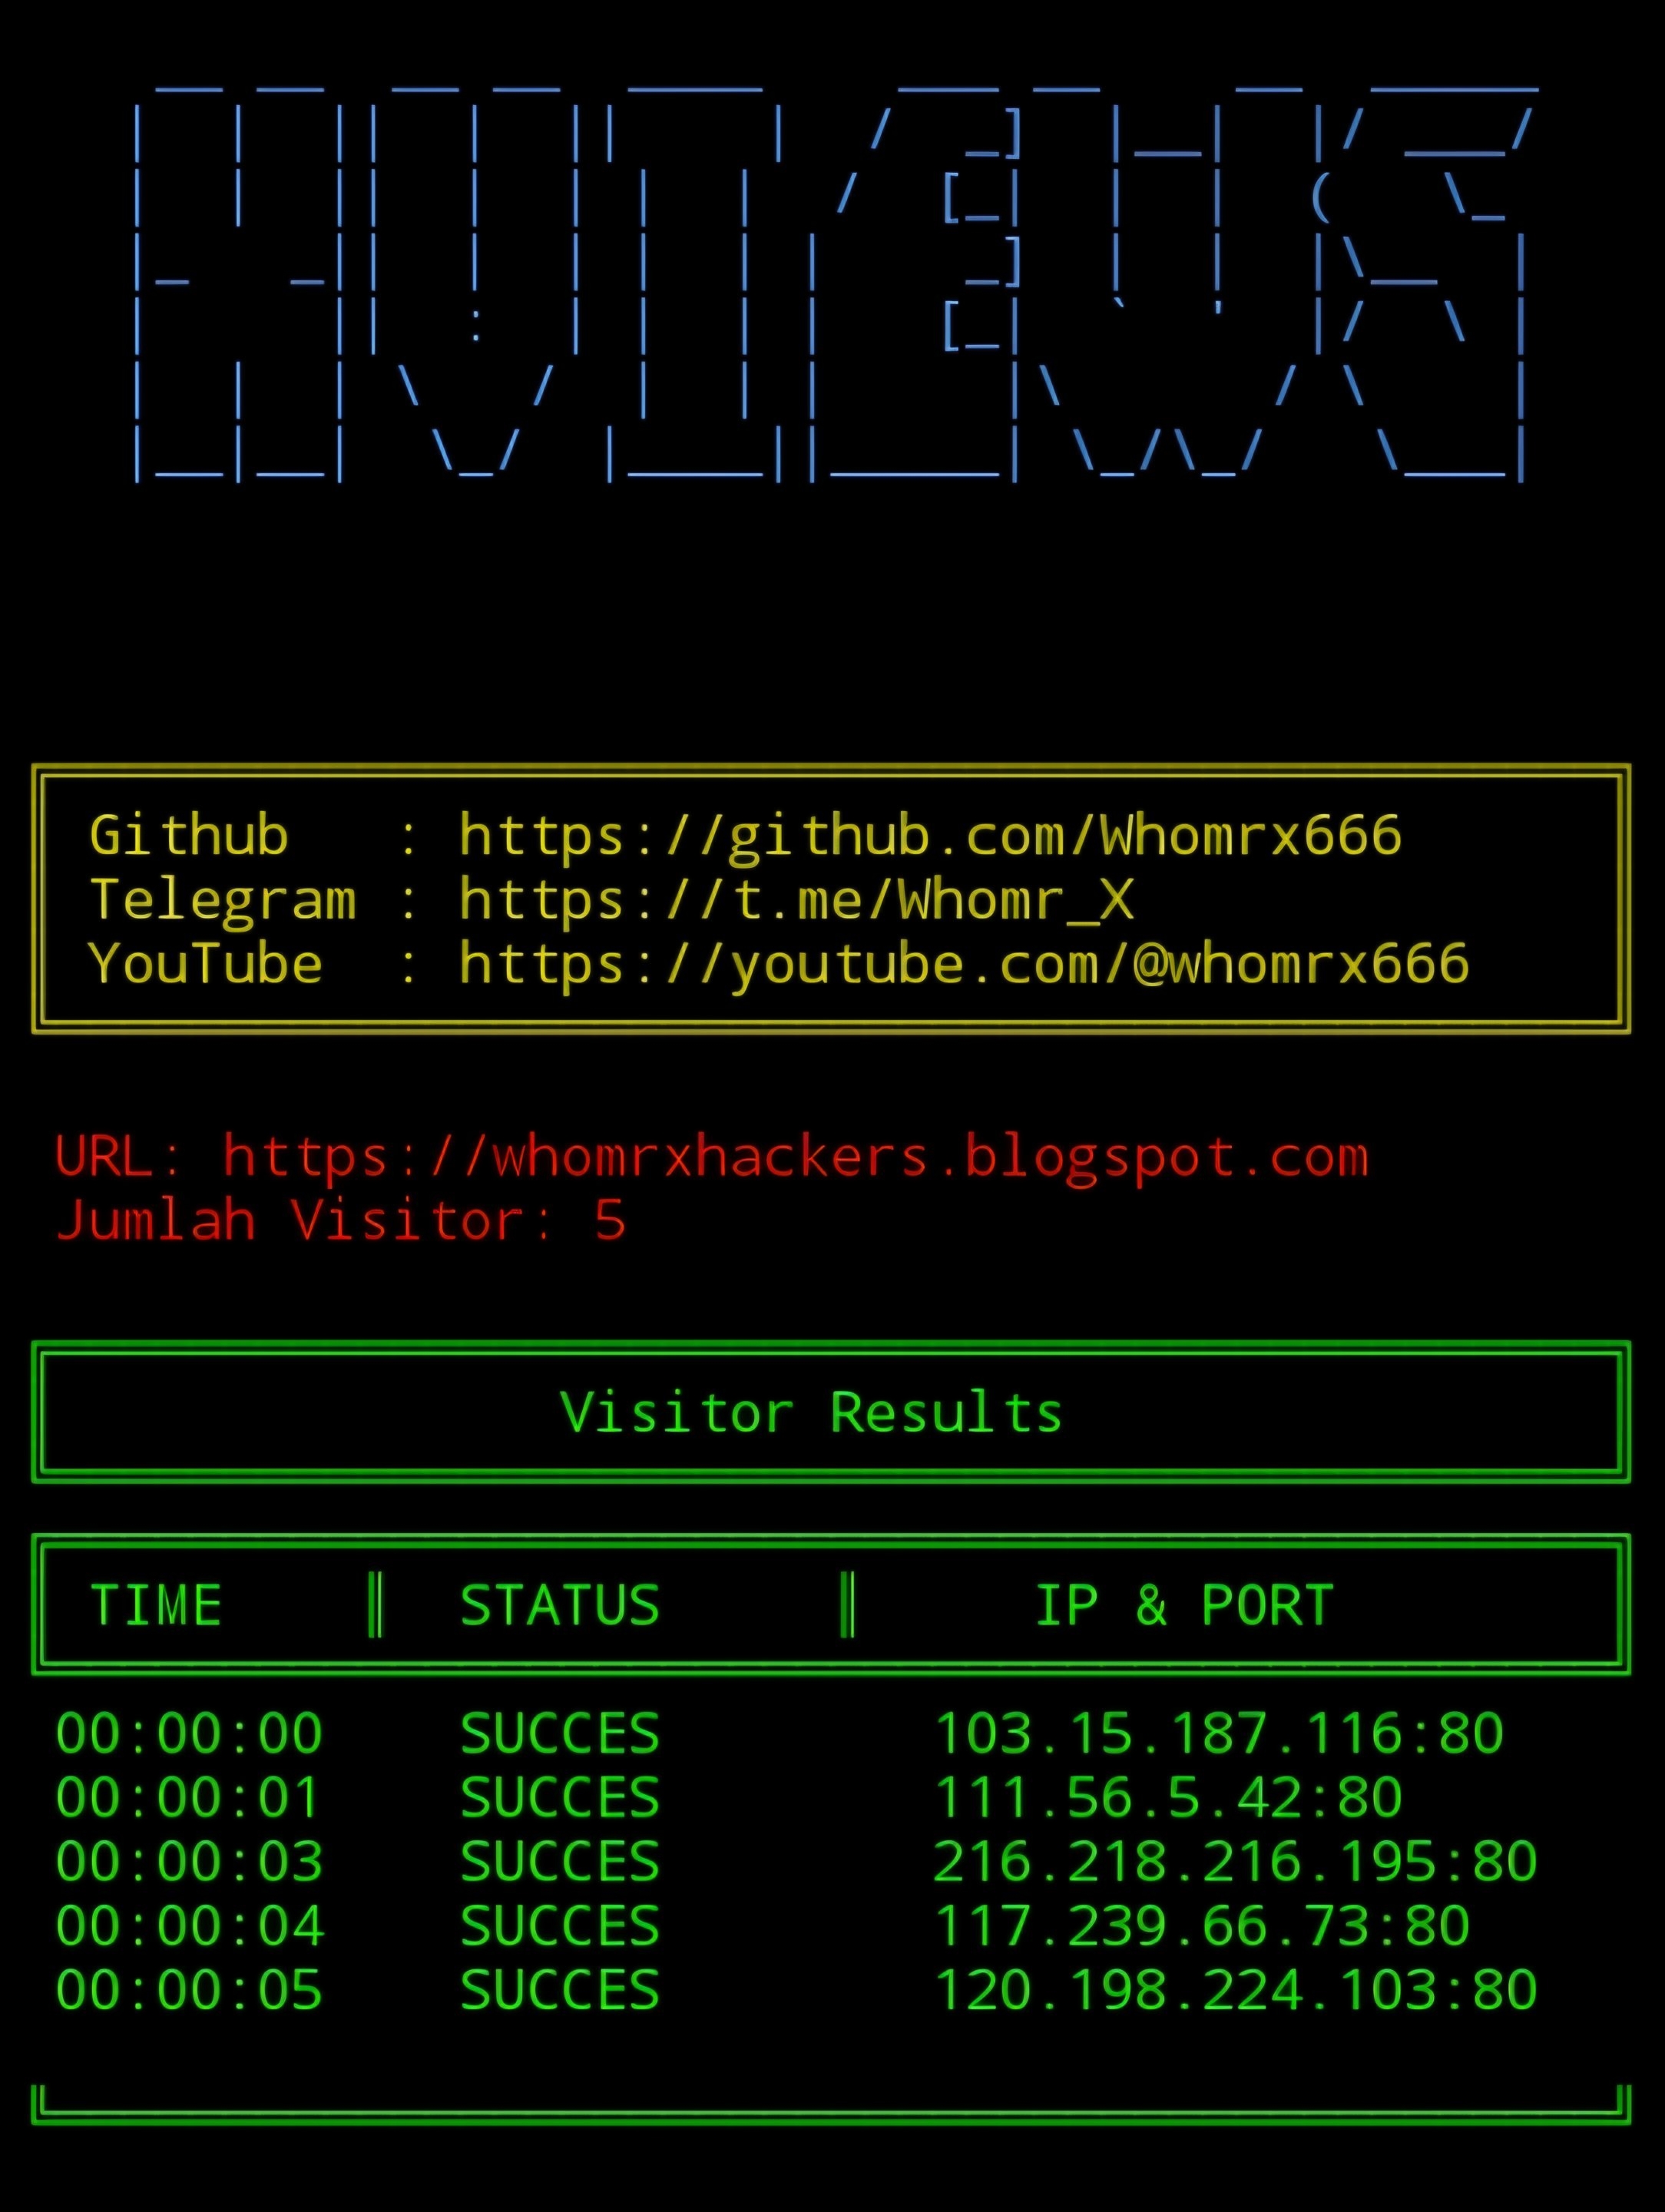 Github : https://github.com/Whomrx666
Telegram : https://t.me/Whomr_X
YouTube : https://youtube.com/@whomrx666
URL: https://whomrxhackers.blogspot.com
Jumlah Visitor: 5
Visitor Results
TIME ║ STATUS ║ IP & PORT
00:00:00 SUCCES 103.15.187.116:80
00:00:01 SUCCES 111.56.5.42:80
00:00:03 SUCCES 216.218.216.195:80
00:00:04 SUCCES 117.239.66.73:80
00:00:05 SUCCES 120.198.224.103:80